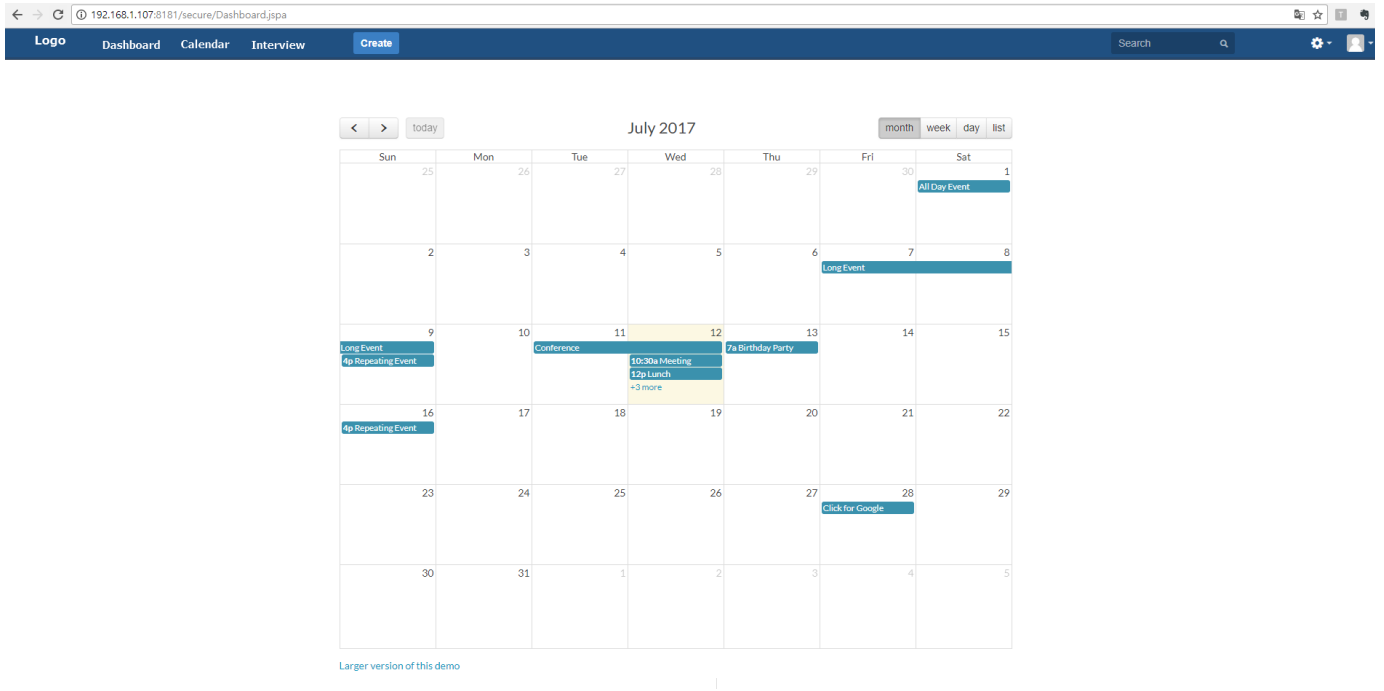 192.168.1.107:8181/secure/Dashboard.jspa
Logo Dashboard Calendar Interview Create Search
today July 2017 month week day list
Sun Mon Tue Wed Thu Fri Sat
25 26 27 28 29 30 1
All Day Event
2 3 4 5 6 7 8
Long Event
9 10 11 12 13 14 15
Long Event Conference 7a Birthday Party
4p Repeating Event 10:30a Meeting
12p Lunch
+3 more
16 17 18 19 20 21 22
4p Repeating Event
23 24 25 26 27 28 29
Click for Google
30 31 1 2 3 4 5
Larger version of this demo